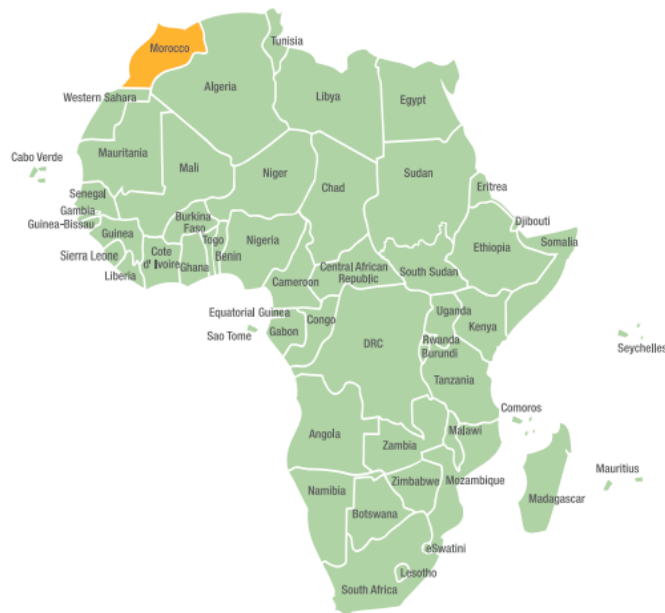 Tunisia
Morocco
Algeria
Libya
Egypt
Western Sahara
Cabo Verde
Mauritania
Mali
Niger
Chad
Sudan
Eritrea
Senegal
Gambia
Guinea-Bissau
Guinea
Burkina
Faso
Djibouti
Somalia
Sierra Leone
Liberia
Cote
d' Ivoire
Ghana
Togo
Benin
Nigeria
Ethiopia
Cameroon
Central African
Republic
South Sudan
Equatorial Guinea
Sao Tome
Gabon
Congo
DRC
Uganda
Kenya
Rwanda
Burundi
Seychelles
Tanzania
Comoros
Angola
Zambia
Malawi
Mozambique
Zimbabwe
Namibia
Botswana
Madagascar
Mauritius
eSwatini
Lesotho
South Africa